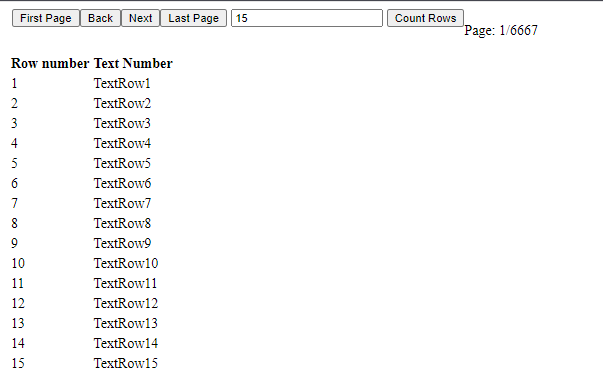 First Page Back Next Last Page 15 Count Rows Page: 1/6667
Row number Text Number
1 TextRow1
2 TextRow2
3 TextRow3
4 TextRow4
5 TextRow5
6 TextRow6
7 TextRow7
8 TextRow8
9 TextRow9
10 TextRow10
11 TextRow11
12 TextRow12
13 TextRow13
14 TextRow14
15 TextRow15